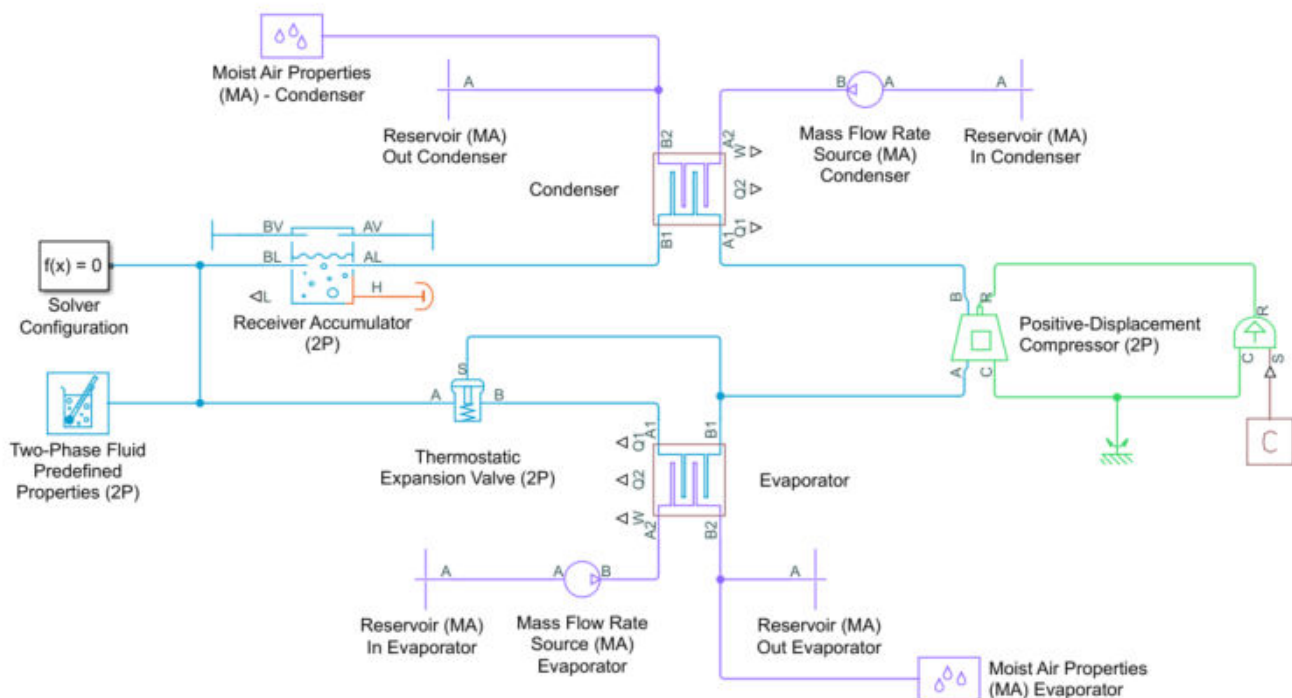 Moist Air Properties
(MA) - Condenser
A
Reservoir (MA)
Out Condenser
B
A
Mass Flow Rate
Source (MA)
Condenser
A
Reservoir (MA)
In Condenser
B2
A2
W
Q2
Q1
Condenser
B1
A1
f(x) = 0
Solver
Configuration
BV
AV
BL
AL
H
L
Receiver Accumulator
(2P)
B
R
A
C
Positive-Displacement
Compressor (2P)
R
C
S
C
Two-Phase Fluid
Predefined
Properties (2P)
S
A
B
Thermostatic
Expansion Valve (2P)
A1
B1
Q1
Q2
W
Evaporator
A2
B2
A
Reservoir (MA)
In Evaporator
A
B
Mass Flow Rate
Source (MA)
Evaporator
A
Reservoir (MA)
Out Evaporator
Moist Air Properties
(MA) Evaporator